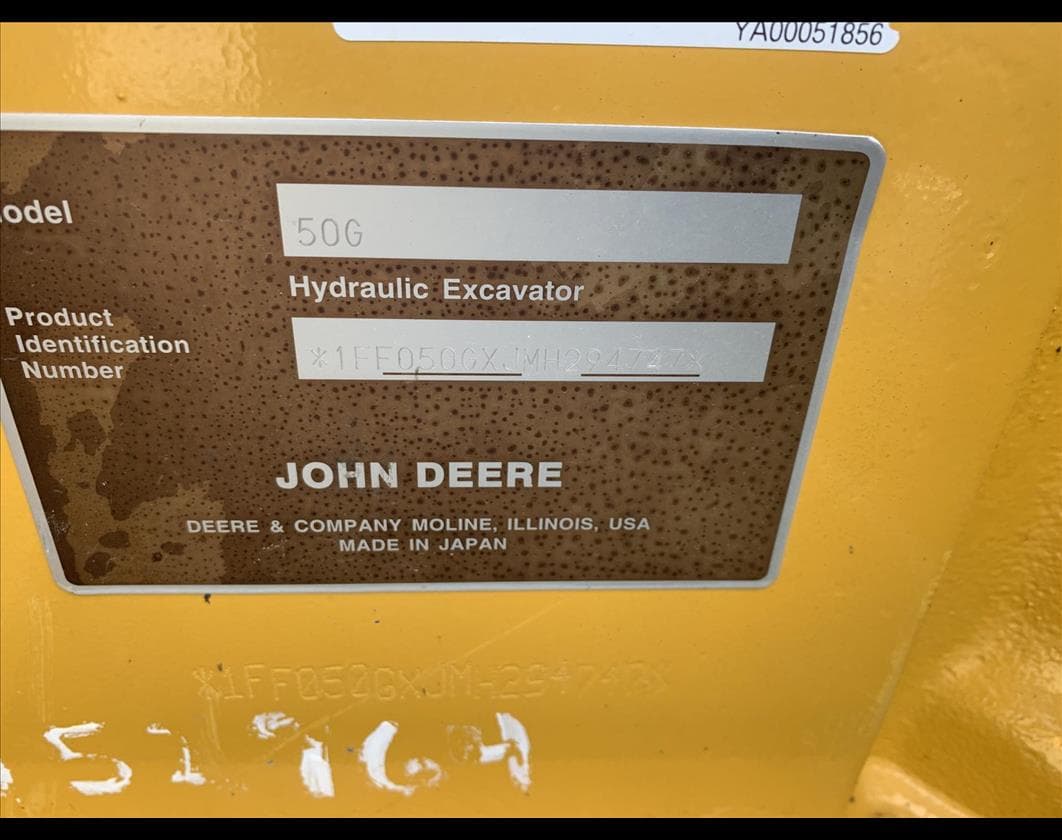 YA00051856
odel
50G
Hydraulic Excavator
Product
Identification
Number
*1FF050GXJMH294747*
JOHN DEERE
DEERE & COMPANY MOLINE, ILLINOIS, USA
MADE IN JAPAN
*1FF050GXJMH294747*